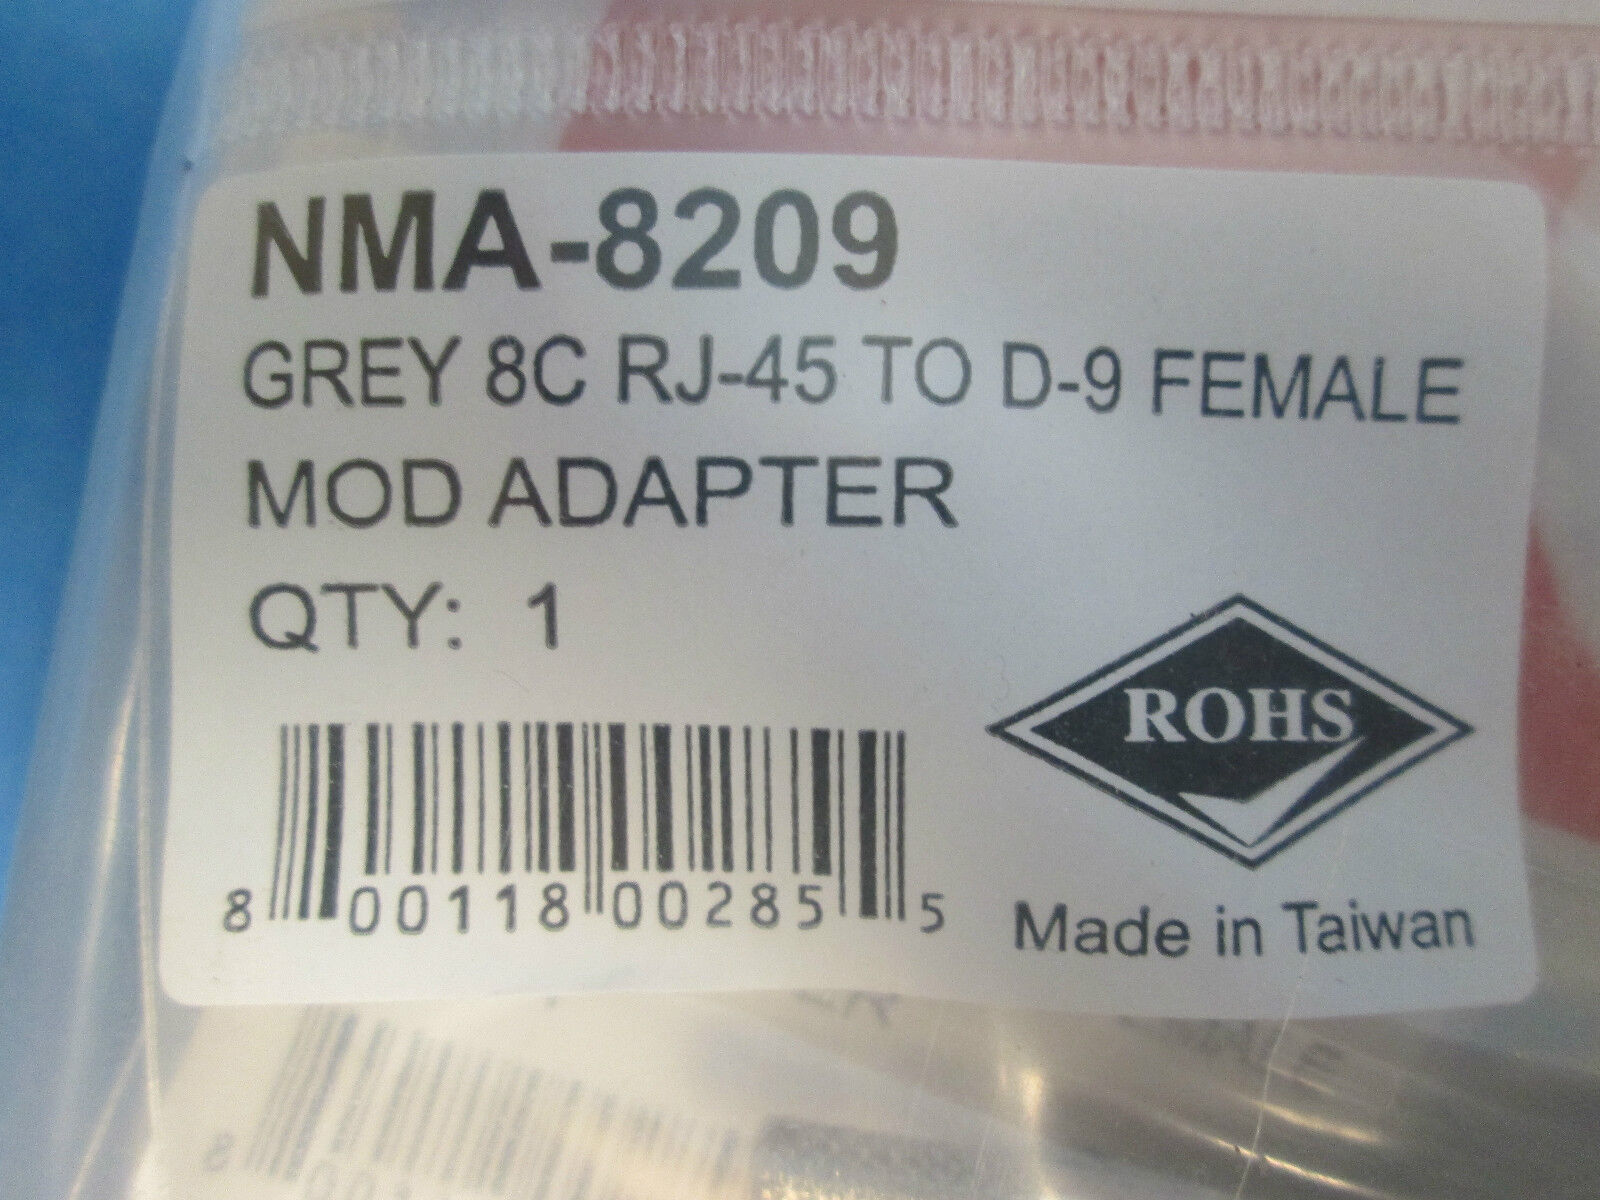 NMA-8209
GREY 8C RJ-45 TO D-9 FEMALE
MOD ADAPTER
QTY: 1
ROHS
8 00118 00285 5
Made in Taiwan